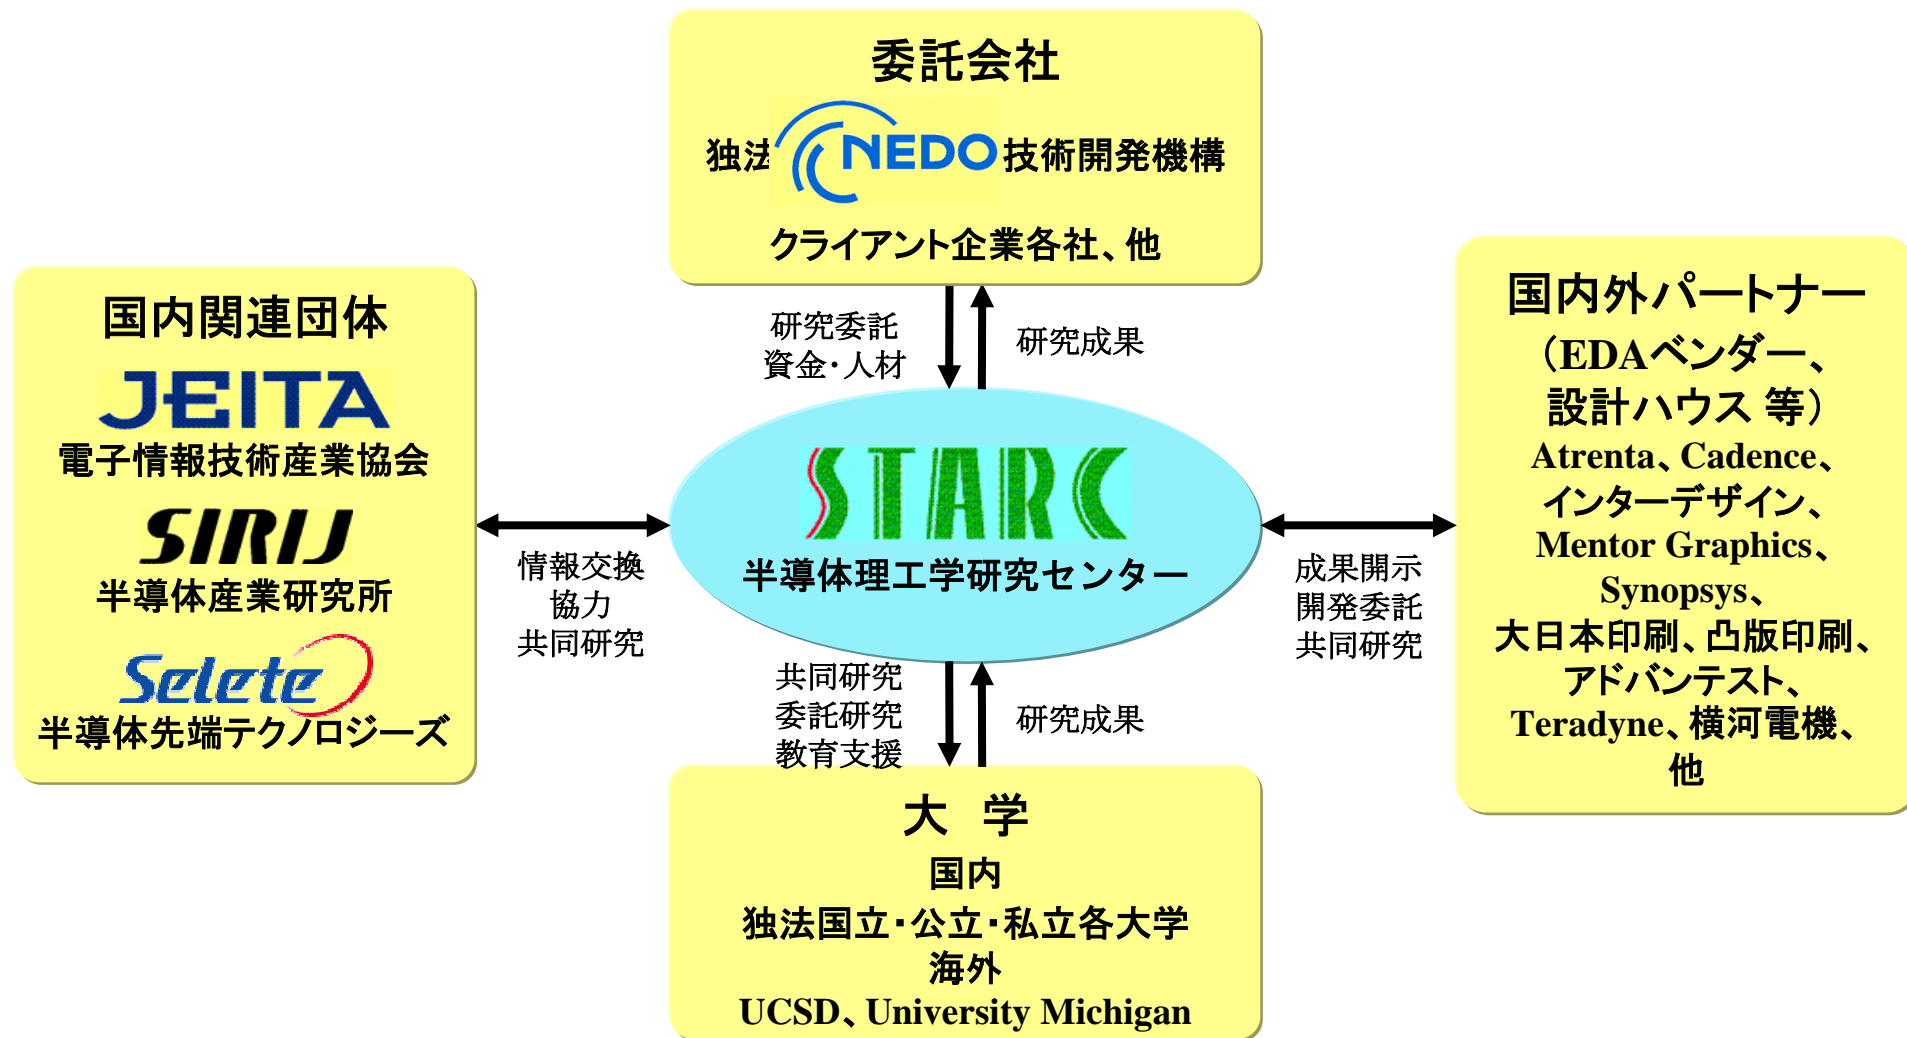 委託会社
独法 NEDO 技術開発機構
クライアント企業各社、他
研究委託
資金・人材
研究成果
国内関連団体
JEITA
電子情報技術産業協会
SIRIJ
半導体産業研究所
Selete
半導体先端テクノロジーズ
情報交換
協力
共同研究
STARC
半導体理工学研究センター
成果開示
開発委託
共同研究
国内外パートナー
（EDAベンダー、
設計ハウス 等）
Atrenta、Cadence、
インターデザイン、
Mentor Graphics、
Synopsys、
大日本印刷、凸版印刷、
アドバンテスト、
Teradyne、横河電機、
他
共同研究
委託研究
教育支援
研究成果
大　学
国内
独法国立・公立・私立各大学
海外
UCSD、University Michigan